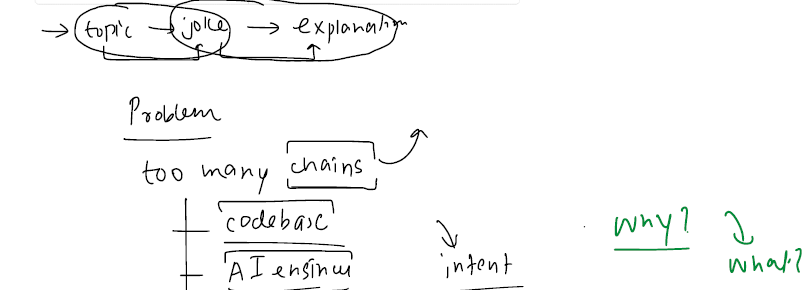 → topic → joke → explanation
Problem
too many chains
codebase
why?
AI engineer
intent
what?